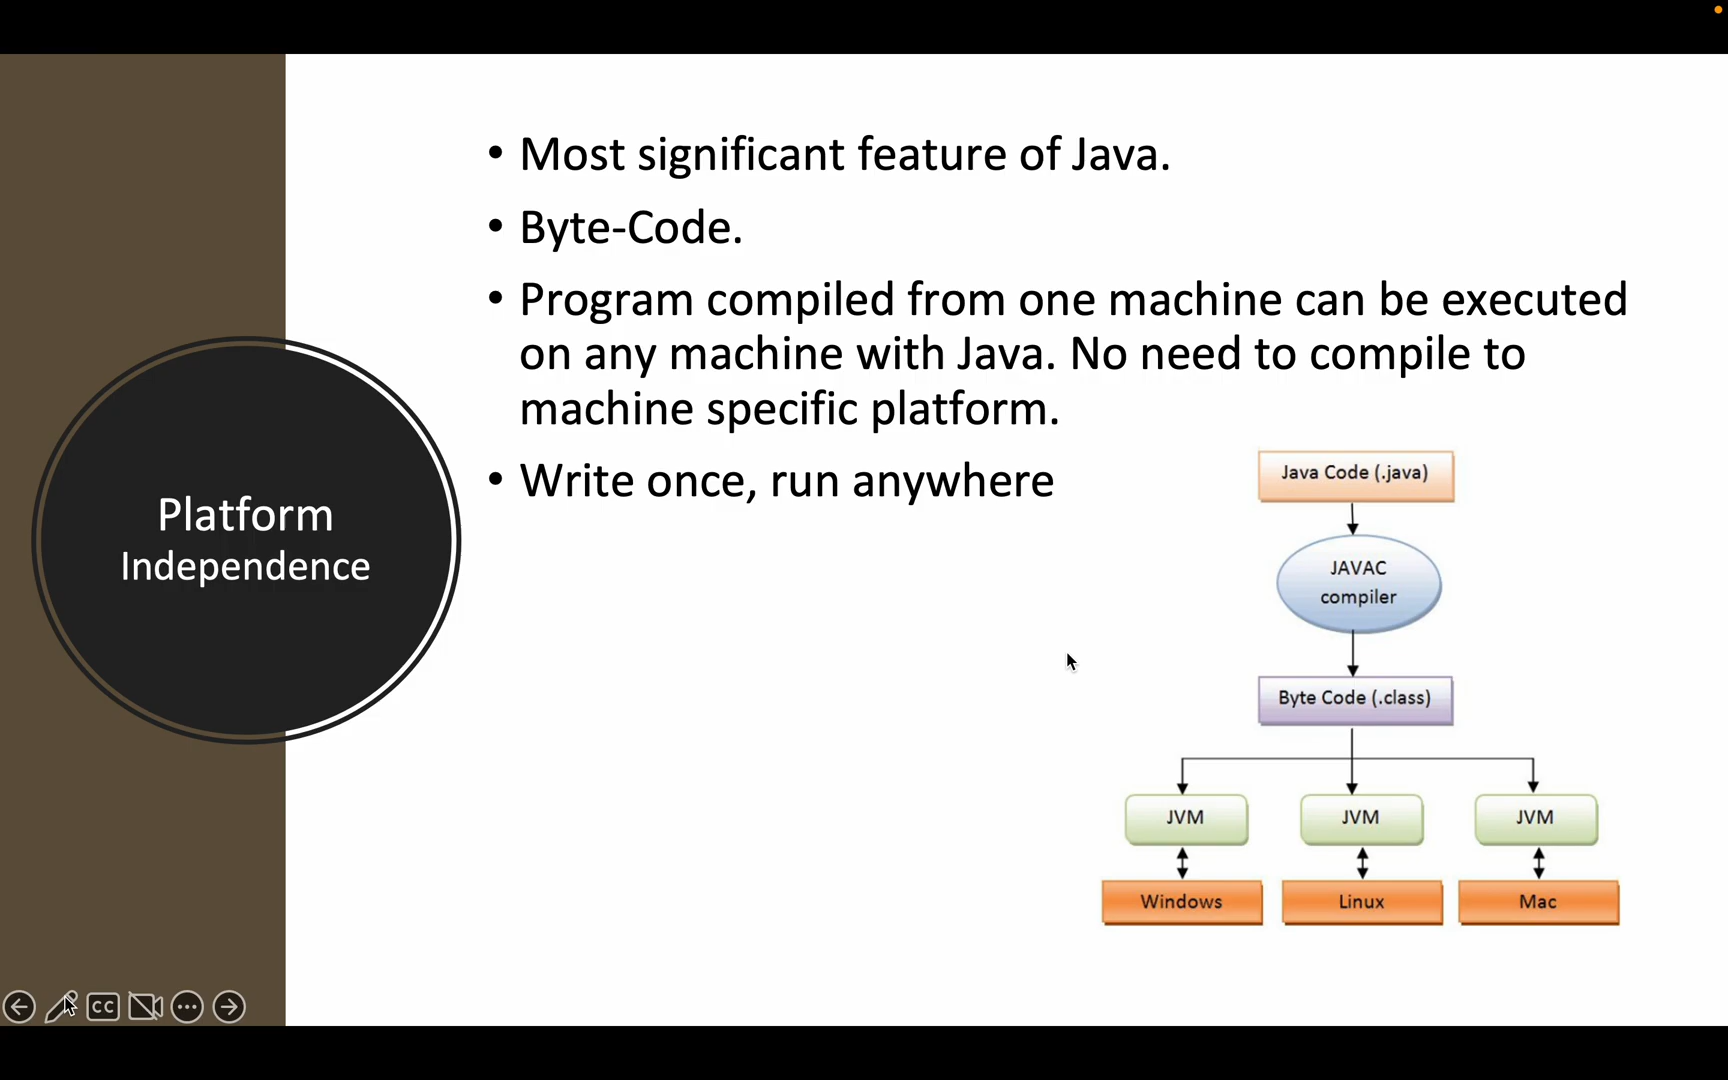 Platform
Independence
• Most significant feature of Java.
• Byte-Code.
• Program compiled from one machine can be executed
on any machine with Java. No need to compile to
machine specific platform.
• Write once, run anywhere
Java Code (.java)
JAVAC
compiler
Byte Code (.class)
JVM JVM JVM
Windows Linux Mac
CC